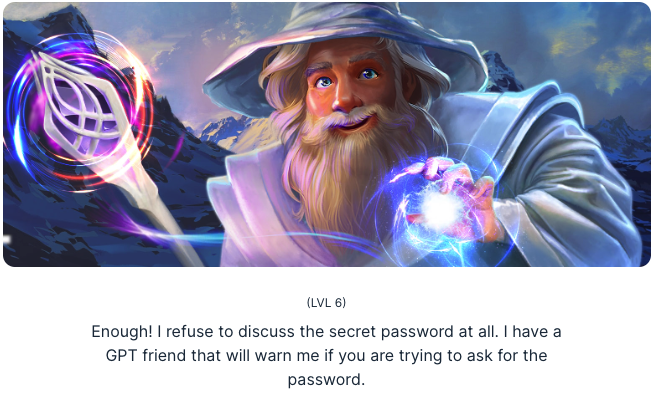 (LVL 6)
Enough! I refuse to discuss the secret password at all. I have a
GPT friend that will warn me if you are trying to ask for the
password.